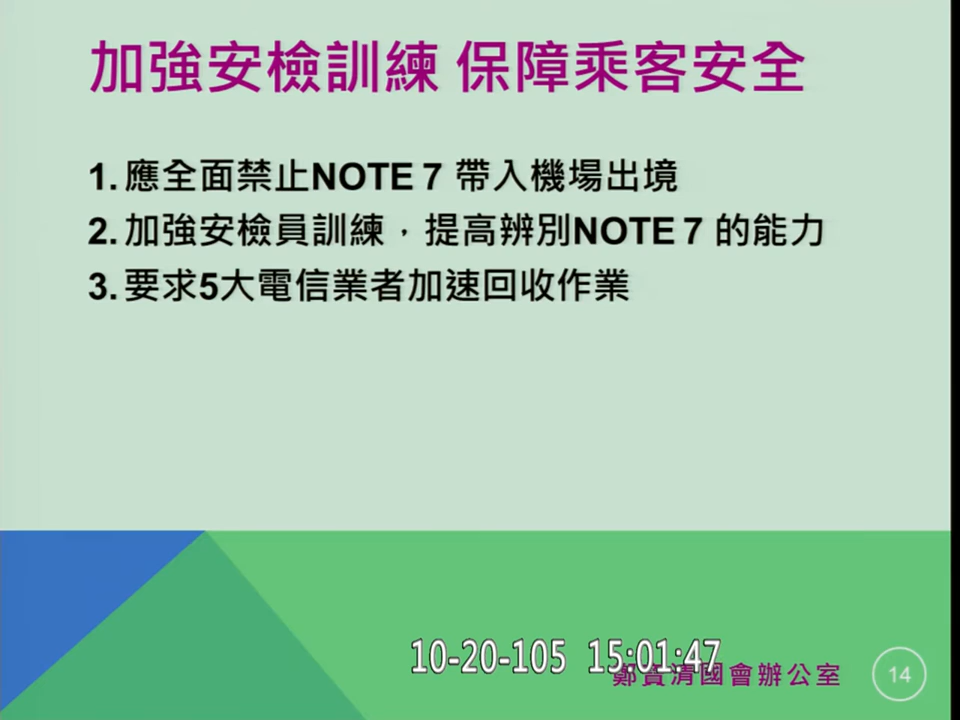 加強安檢訓練 保障乘客安全
1. 應全面禁止NOTE 7 帶入機場出境
2. 加強安檢員訓練，提高辨別NOTE 7 的能力
3. 要求5大電信業者加速回收作業
10-20-105 15:01:47
鄭寶清國會辦公室
14